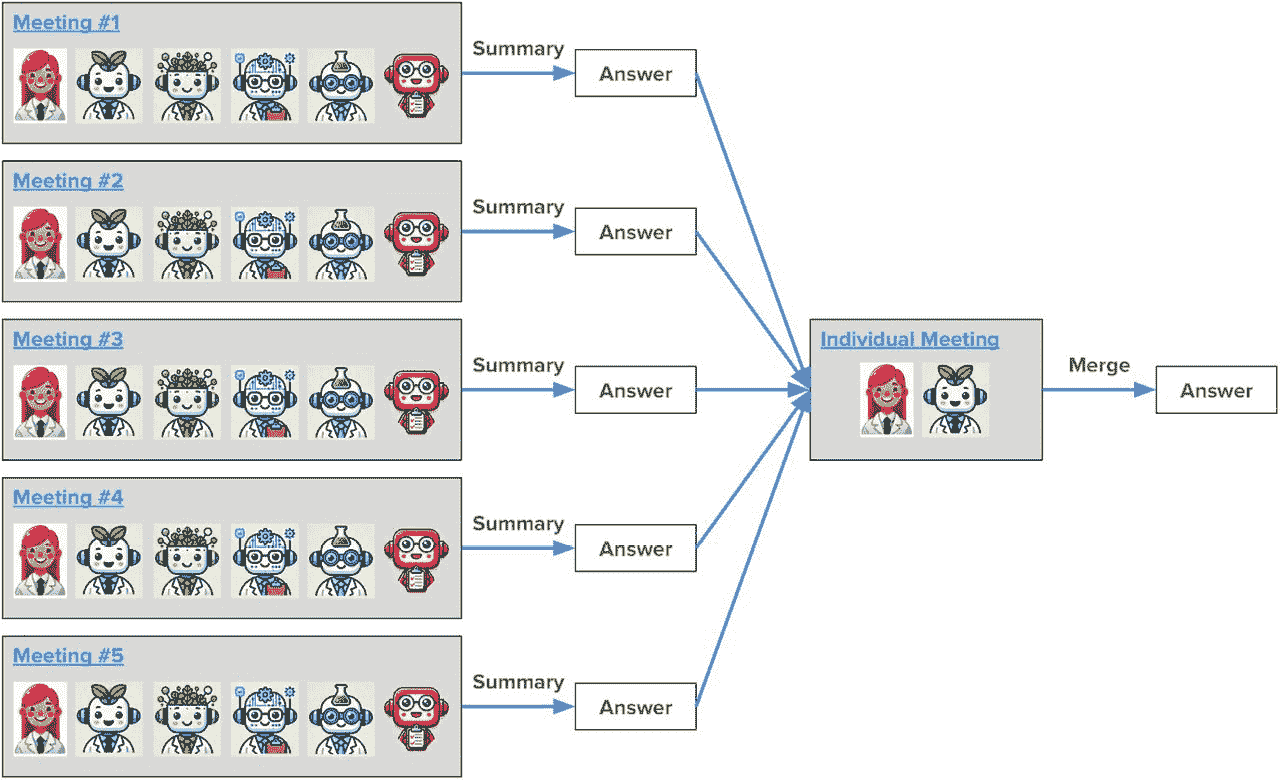 Meeting #1
Summary
Answer
Meeting #2
Summary
Answer
Meeting #3
Summary
Answer
Individual Meeting
Merge
Answer
Meeting #4
Summary
Answer
Meeting #5
Summary
Answer